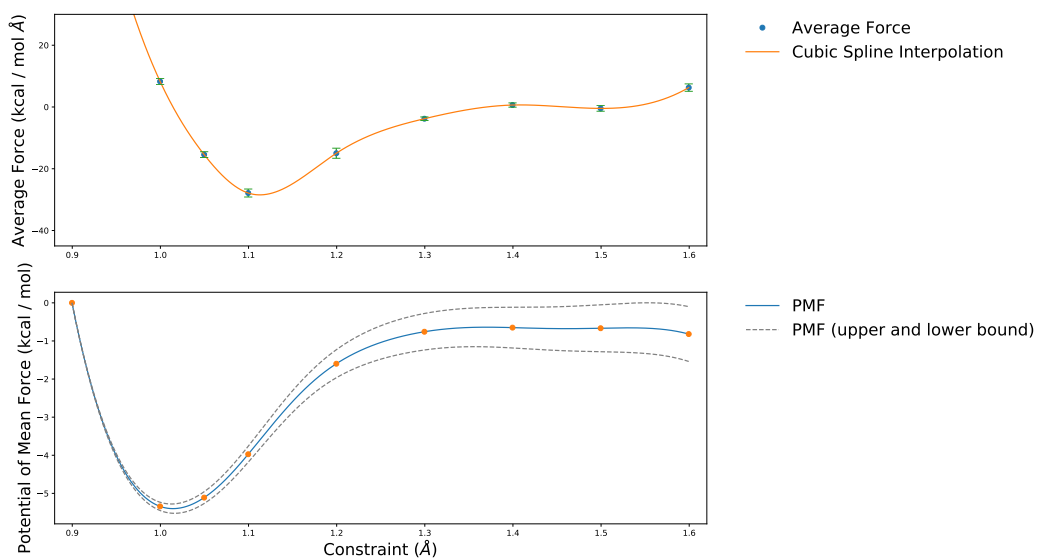 Average Force (kcal / mol Å)
20
0
−20
−40
0.9 1.0 1.1 1.2 1.3 1.4 1.5 1.6
Average Force
Cubic Spline Interpolation
Potential of Mean Force (kcal / mol)
0
−1
−2
−3
−4
−5
0.9 1.0 1.1 1.2 1.3 1.4 1.5 1.6
Constraint (Å)
PMF
PMF (upper and lower bound)